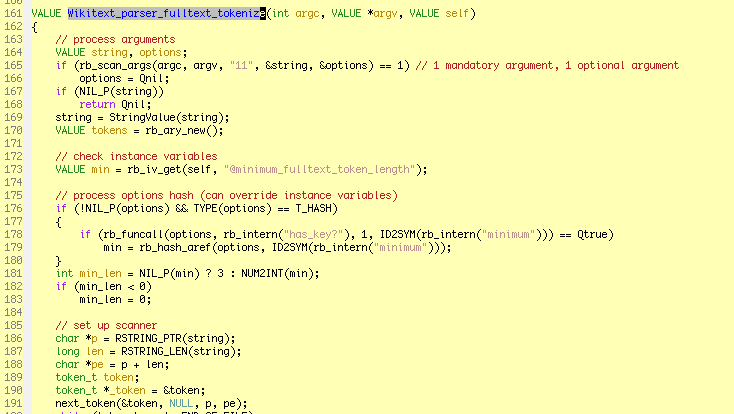 161 VALUE Wikitext_parser_fulltext_tokenize(int argc, VALUE *argv, VALUE self)
162 {
163     // process arguments
164     VALUE string, options;
165     if (rb_scan_args(argc, argv, "11", &string, &options) == 1) // 1 mandatory argument, 1 optional argument
166         options = Qnil;
167     if (NIL_P(string))
168         return Qnil;
169     string = StringValue(string);
170     VALUE tokens = rb_ary_new();
171
172     // check instance variables
173     VALUE min = rb_iv_get(self, "@minimum_fulltext_token_length");
174
175     // process options hash (can override instance variables)
176     if (!NIL_P(options) && TYPE(options) == T_HASH)
177     {
178         if (rb_funcall(options, rb_intern("has_key?"), 1, ID2SYM(rb_intern("minimum"))) == Qtrue)
179             min = rb_hash_aref(options, ID2SYM(rb_intern("minimum")));
180     }
181     int min_len = NIL_P(min) ? 3 : NUM2INT(min);
182     if (min_len < 0)
183         min_len = 0;
184
185     // set up scanner
186     char *p = RSTRING_PTR(string);
187     long len = RSTRING_LEN(string);
188     char *pe = p + len;
189     token_t token;
190     token_t *_token = &token;
191     next_token(&token, NULL, p, pe);